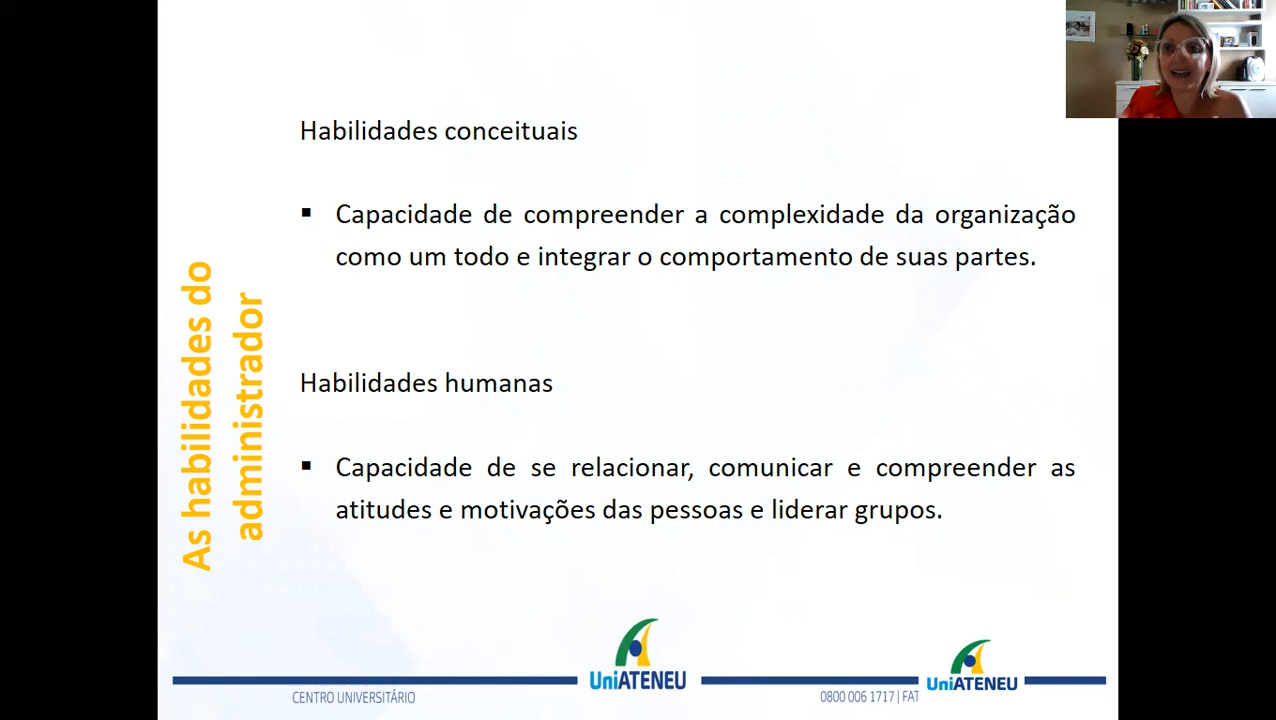 Habilidades conceituais
▪ Capacidade de compreender a complexidade da organização
como um todo e integrar o comportamento de suas partes.
As habilidades do
administrador
Habilidades humanas
▪ Capacidade de se relacionar, comunicar e compreender as
atitudes e motivações das pessoas e liderar grupos.
UniATENEU
UniATENEU
CENTRO UNIVERSITÁRIO
0800 006 1717 | FAT